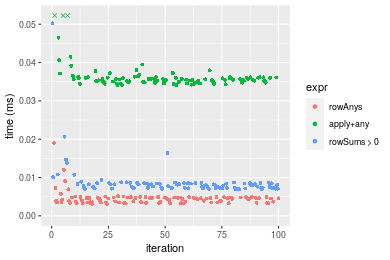 0.05
0.04
0.03
0.02
0.01
0.00
time (ms)
0
25
50
75
100
iteration
expr
rowAnys
apply+any
rowSums > 0